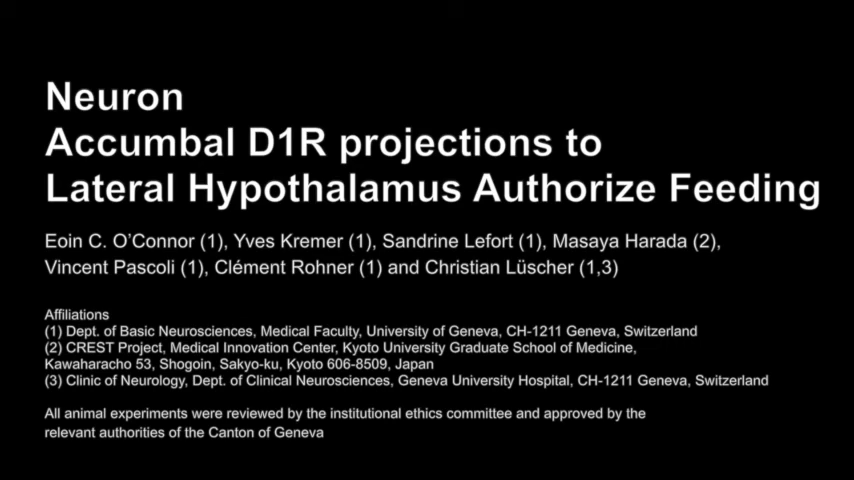 Neuron
Accumbal D1R projections to
Lateral Hypothalamus Authorize Feeding
Eoin C. O'Connor (1), Yves Kremer (1), Sandrine Lefort (1), Masaya Harada (2),
Vincent Pascoli (1), Clément Rohner (1) and Christian Lüscher (1,3)
Affiliations
(1) Dept. of Basic Neurosciences, Medical Faculty, University of Geneva, CH-1211 Geneva, Switzerland
(2) CREST Project, Medical Innovation Center, Kyoto University Graduate School of Medicine,
Kawaharacho 53, Shogoin, Sakyo-ku, Kyoto 606-8509, Japan
(3) Clinic of Neurology, Dept. of Clinical Neurosciences, Geneva University Hospital, CH-1211 Geneva, Switzerland
All animal experiments were reviewed by the institutional ethics committee and approved by the
relevant authorities of the Canton of Geneva